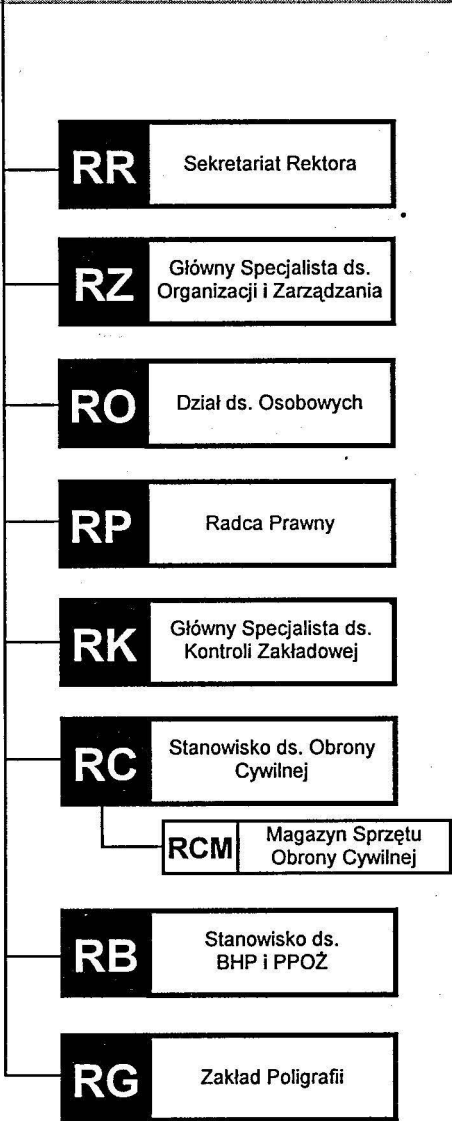 RR
Sekretariat Rektora
RZ
Główny Specjalista ds.
Organizacji i Zarządzania
RO
Dział ds. Osobowych
RP
Radca Prawny
RK
Główny Specjalista ds.
Kontroli Zakładowej
RC
Stanowisko ds. Obrony
Cywilnej
RCM
Magazyn Sprzętu
Obrony Cywilnej
RB
Stanowisko ds.
BHP i PPOŻ
RG
Zakład Poligrafii